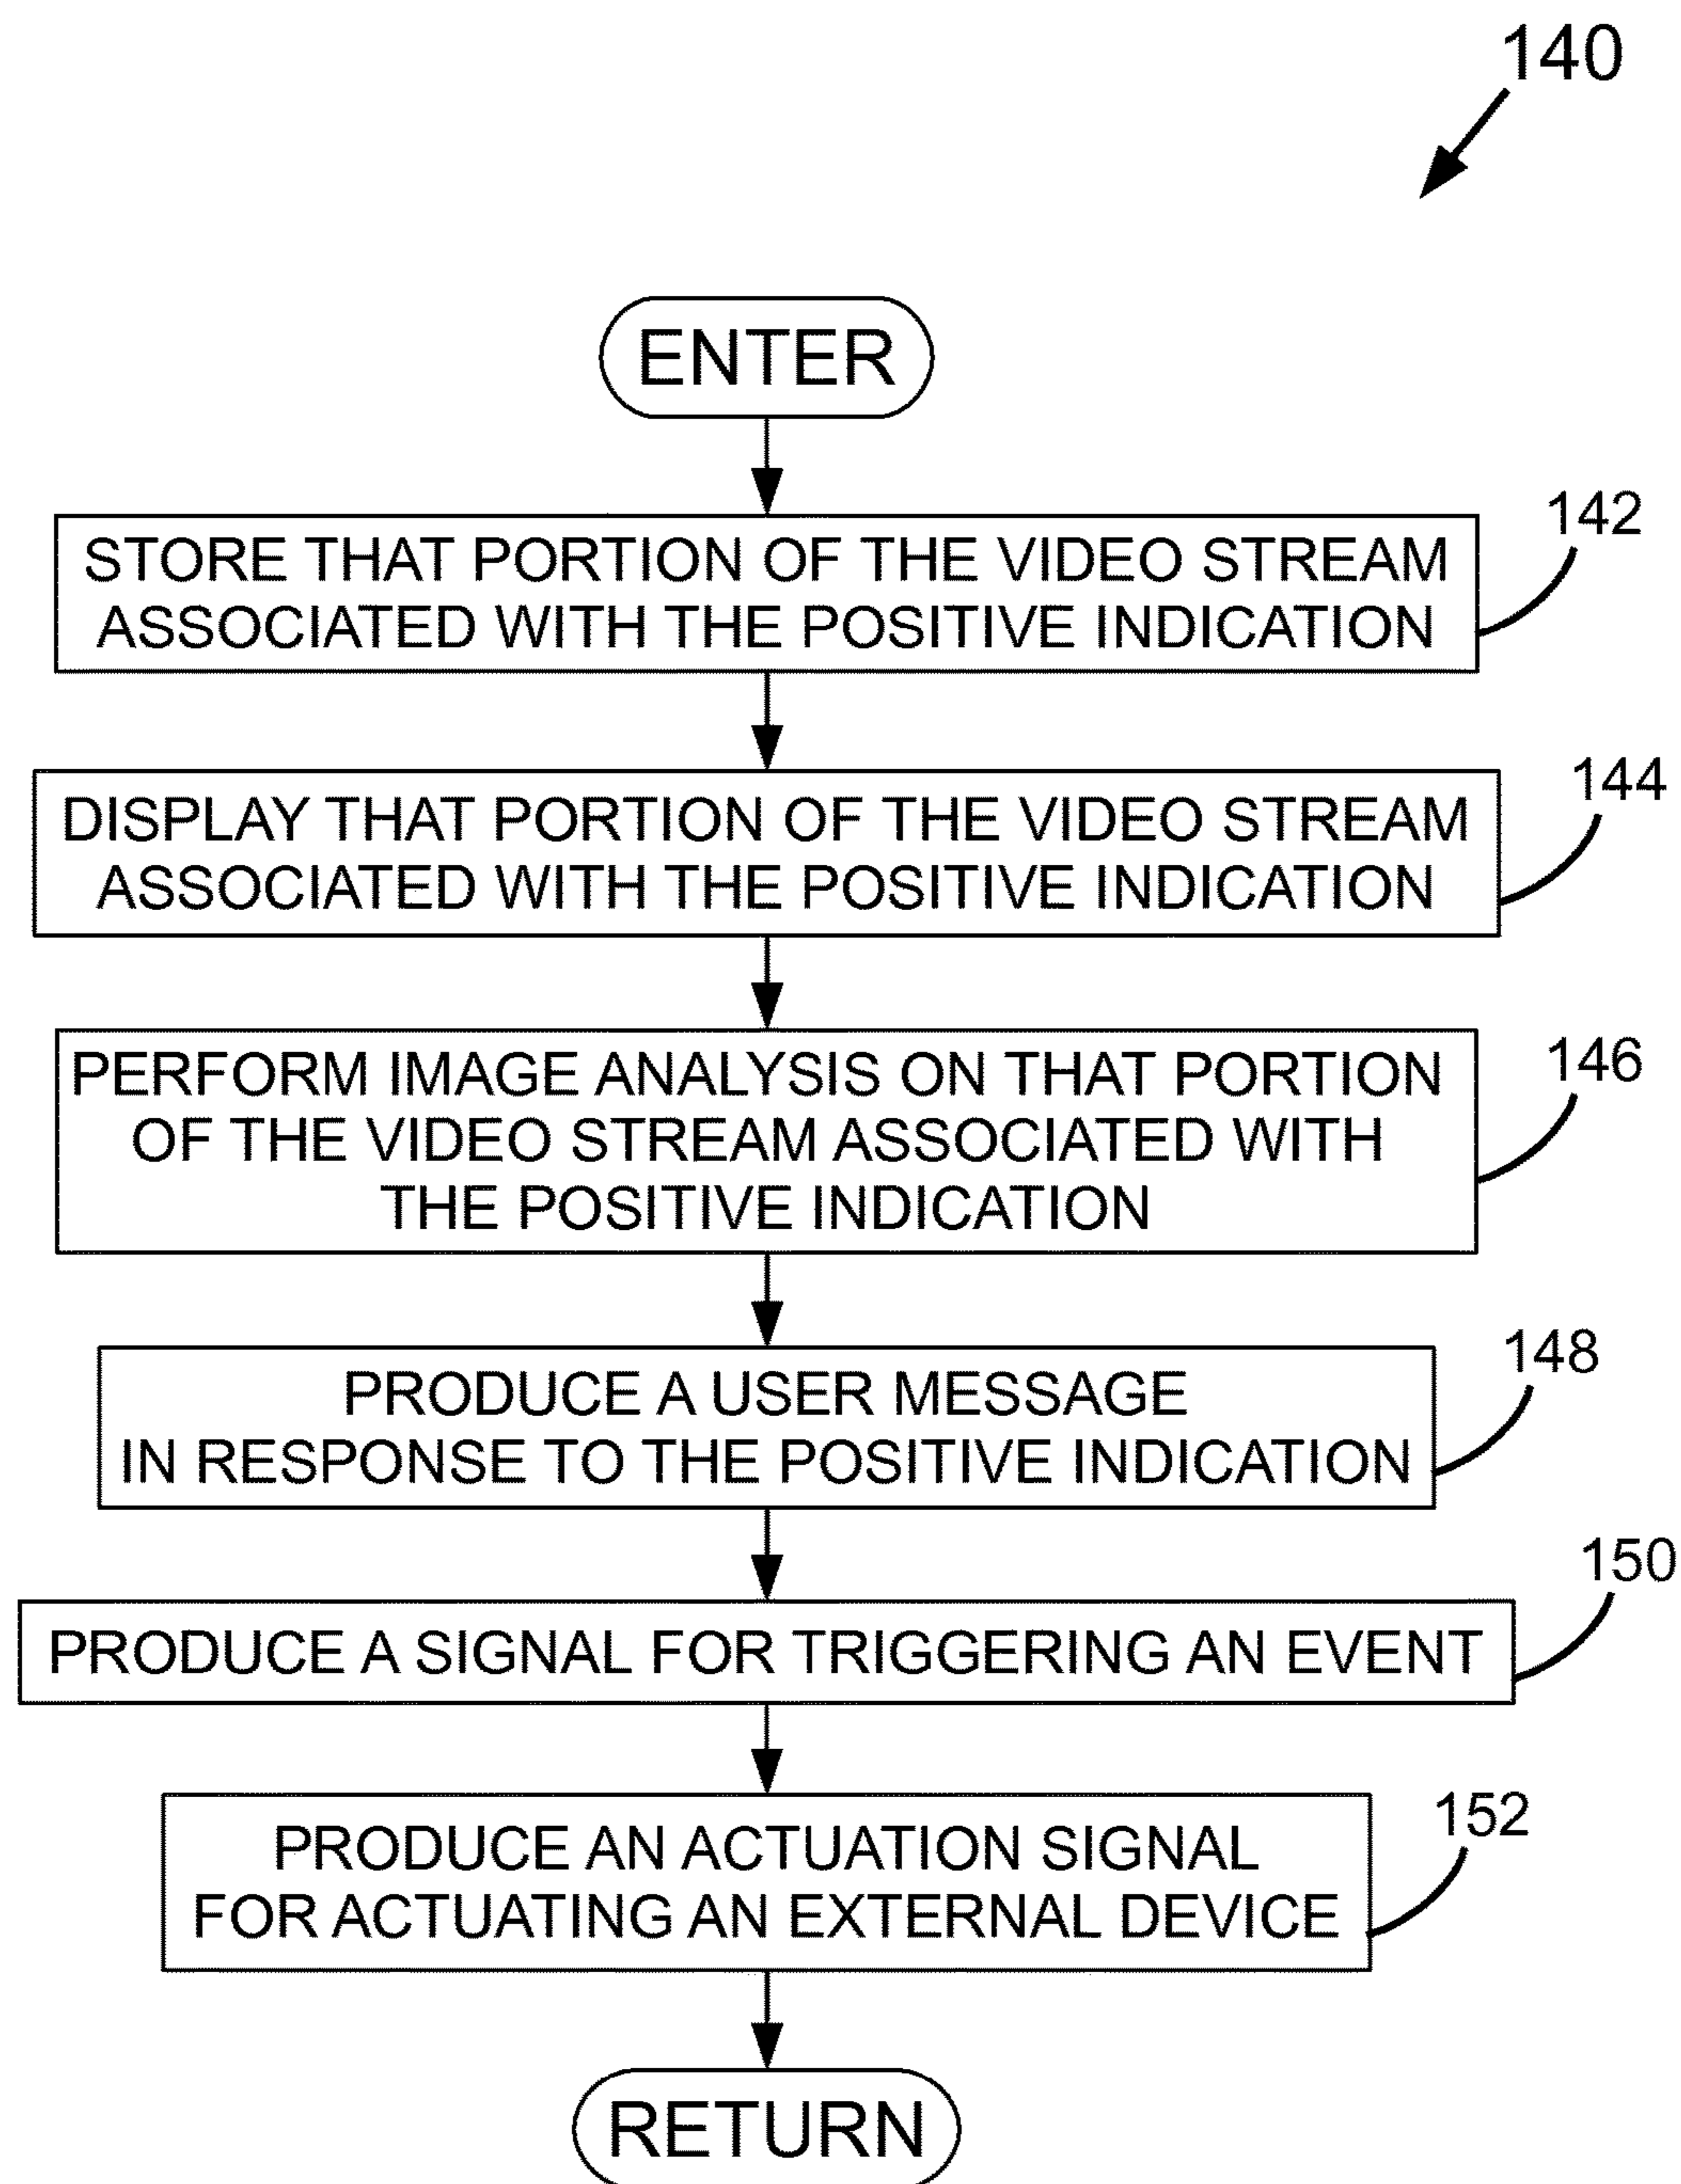 140
ENTER
STORE THAT PORTION OF THE VIDEO STREAM
ASSOCIATED WITH THE POSITIVE INDICATION
142
DISPLAY THAT PORTION OF THE VIDEO STREAM
ASSOCIATED WITH THE POSITIVE INDICATION
144
PERFORM IMAGE ANALYSIS ON THAT PORTION
OF THE VIDEO STREAM ASSOCIATED WITH
THE POSITIVE INDICATION
146
PRODUCE A USER MESSAGE
IN RESPONSE TO THE POSITIVE INDICATION
148
PRODUCE A SIGNAL FOR TRIGGERING AN EVENT
150
PRODUCE AN ACTUATION SIGNAL
FOR ACTUATING AN EXTERNAL DEVICE
152
RETURN